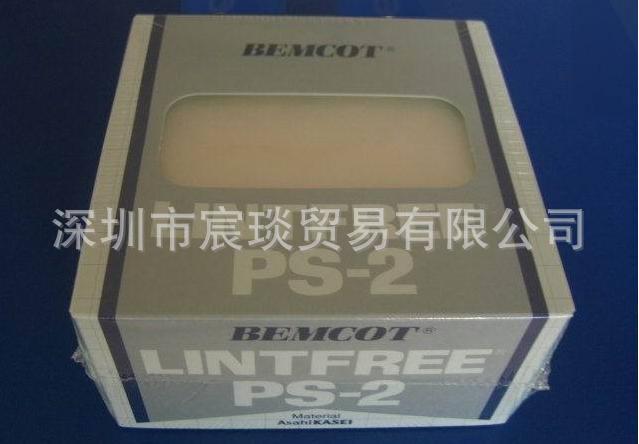 BEMCOT®
LINTFREE
深圳市宸琰贸易有限公司
PS-2
BEMCOT®
LINTFREE
PS-2
Material
AsahiKASEI